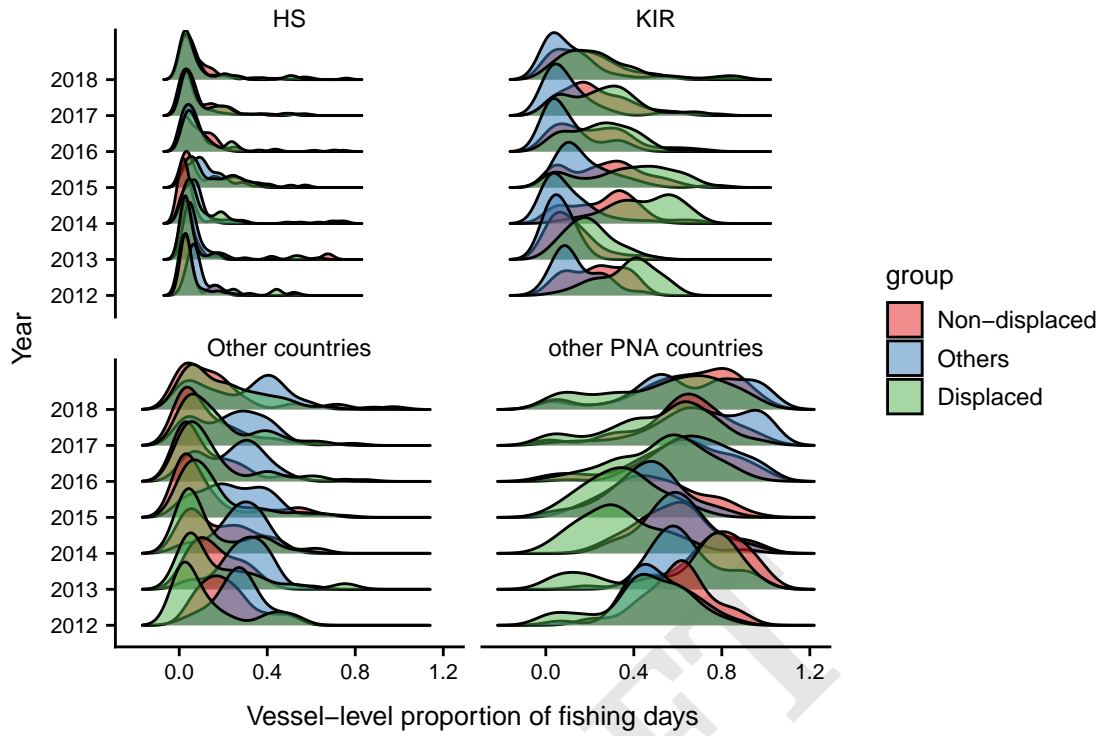 HS
KIR
2018
2017
2016
2015
2014
2013
2012
Year
Other countries
other PNA countries
2018
2017
2016
2015
2014
2013
2012
0.0
0.4
0.8
1.2
0.0
0.4
0.8
1.2
Vessel−level proportion of fishing days
group
Non−displaced
Others
Displaced